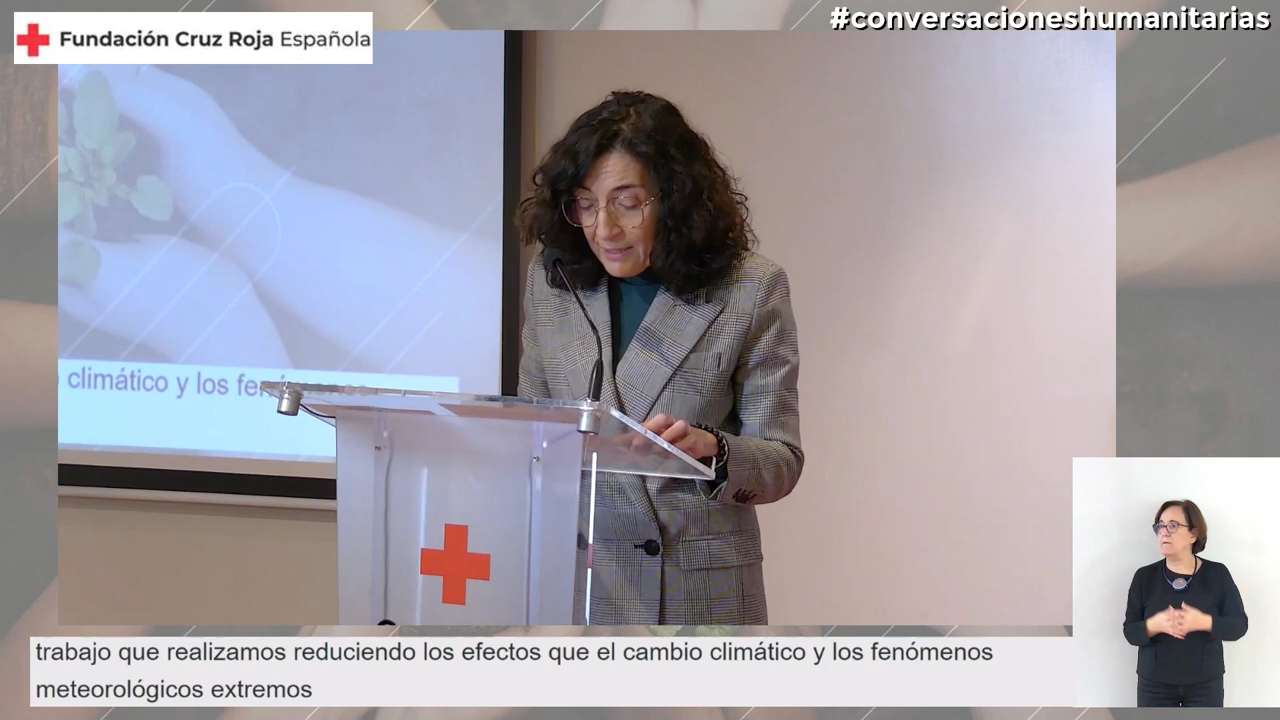 #conversacioneshumanitarias
Fundación Cruz Roja Española
climático y los fenómenos
trabajo que realizamos reduciendo los efectos que el cambio climático y los fenómenos
meteorológicos extremos